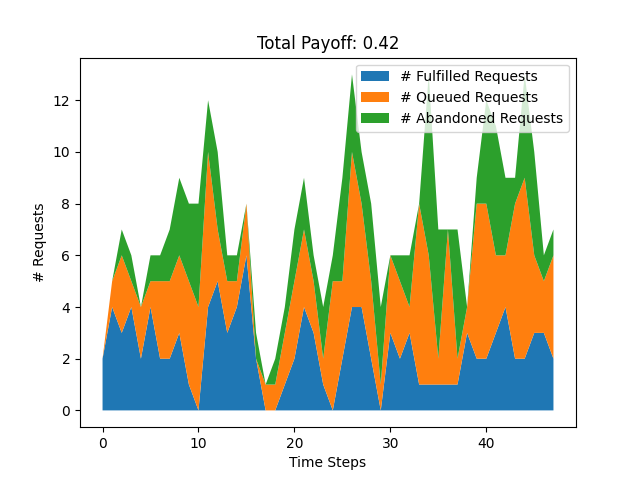 Total Payoff: 0.42
# Fulfilled Requests
# Queued Requests
# Abandoned Requests
# Requests
12
10
8
6
4
2
0
0
10
20
30
40
Time Steps